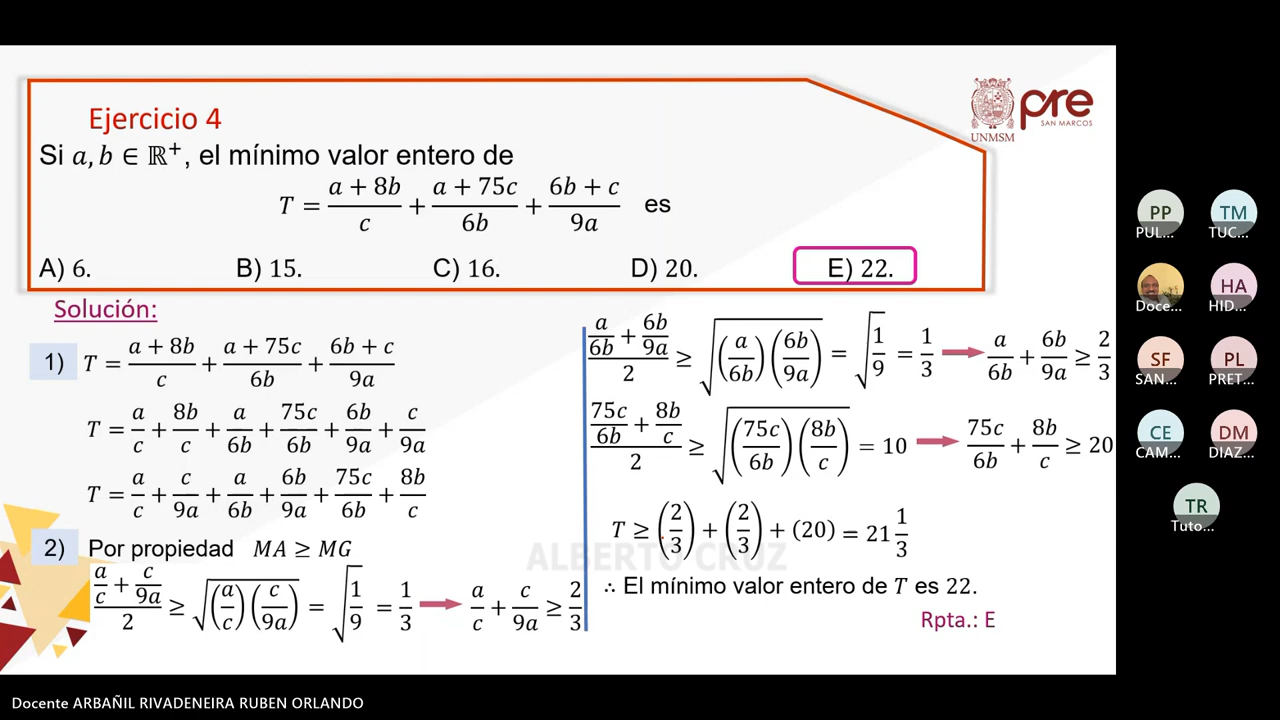 Ejercicio 4
pre
SAN MARCOS
UNMSM
Si a, b ∈ ℝ⁺, el mínimo valor entero de
T = (a + 8b)/c + (a + 75c)/6b + (6b + c)/9a es
A) 6. B) 15. C) 16. D) 20. E) 22.
Solución:
1) T = (a + 8b)/c + (a + 75c)/6b + (6b + c)/9a
T = a/c + 8b/c + a/6b + 75c/6b + 6b/9a + c/9a
T = a/c + c/9a + a/6b + 6b/9a + 75c/6b + 8b/c
2) Por propiedad MA ≥ MG
(a/c + c/9a)/2 ≥ √((a/c)(c/9a)) = √(1/9) = 1/3 → a/c + c/9a ≥ 2/3
(a/6b + 6b/9a)/2 ≥ √((a/6b)(6b/9a)) = √(1/9) = 1/3 → a/6b + 6b/9a ≥ 2/3
(75c/6b + 8b/c)/2 ≥ √((75c/6b)(8b/c)) = 10 → 75c/6b + 8b/c ≥ 20
T ≥ (2/3) + (2/3) + (20) = 21 1/3
ALBERTO CRUZ
∴ El mínimo valor entero de T es 22.
Rpta.: E
PP TM
PUL... TUC...
HA
Doce... HID...
SF PL
SAN... PRET...
CE DM
CAM... DIAZ...
TR
Tuto...
Docente ARBAÑIL RIVADENEIRA RUBEN ORLANDO